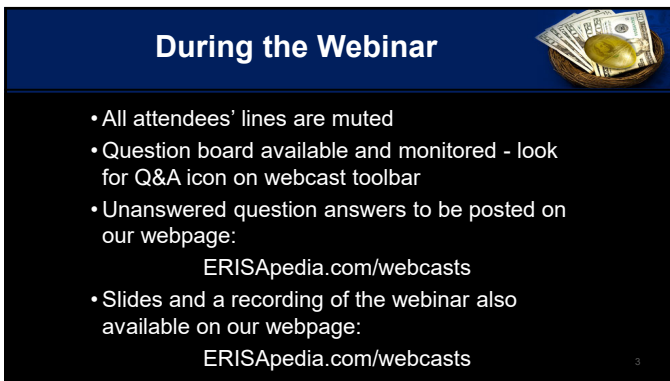 During the Webinar
• All attendees' lines are muted
• Question board available and monitored - look
for Q&A icon on webcast toolbar
• Unanswered question answers to be posted on
our webpage:
ERISApedia.com/webcasts
• Slides and a recording of the webinar also
available on our webpage:
ERISApedia.com/webcasts
3